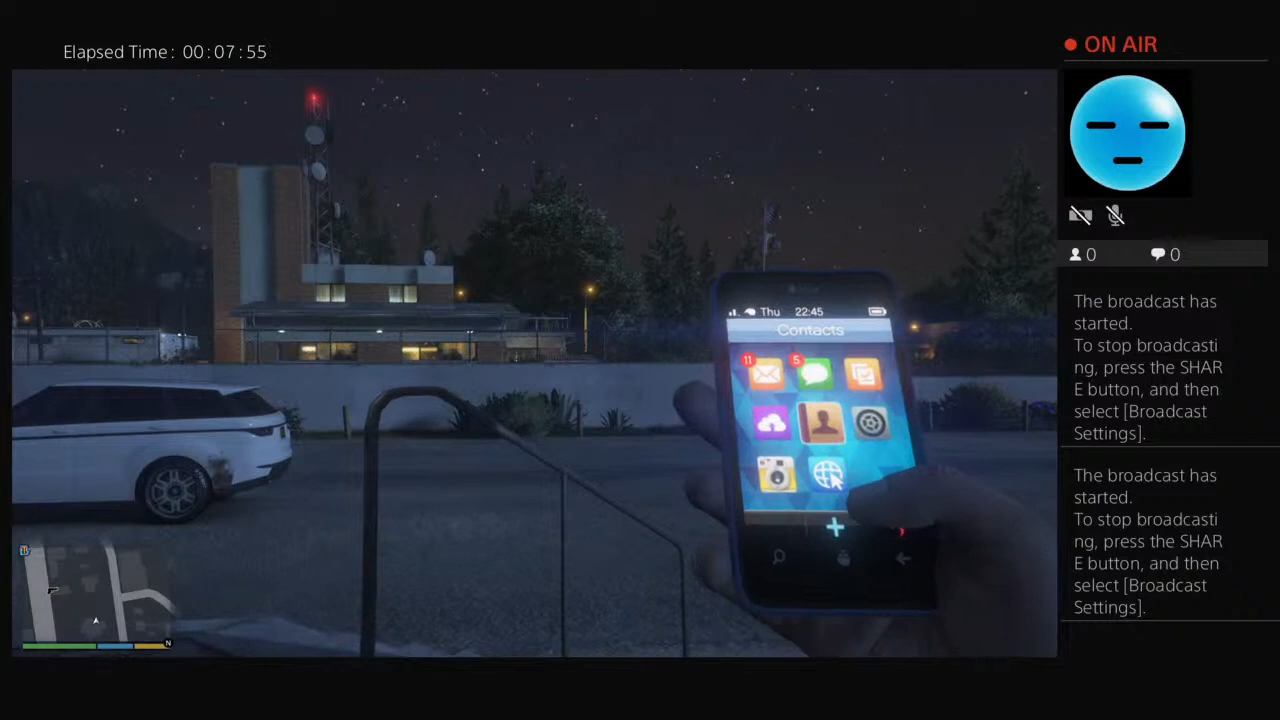 Elapsed Time: 00:07:55
ON AIR
0 0
The broadcast has
started.
To stop broadcasti
ng, press the SHAR
E button, and then
select [Broadcast
Settings].
The broadcast has
started.
To stop broadcasti
ng, press the SHAR
E button, and then
select [Broadcast
Settings].
Thu 22:45
Contacts
11 5
N